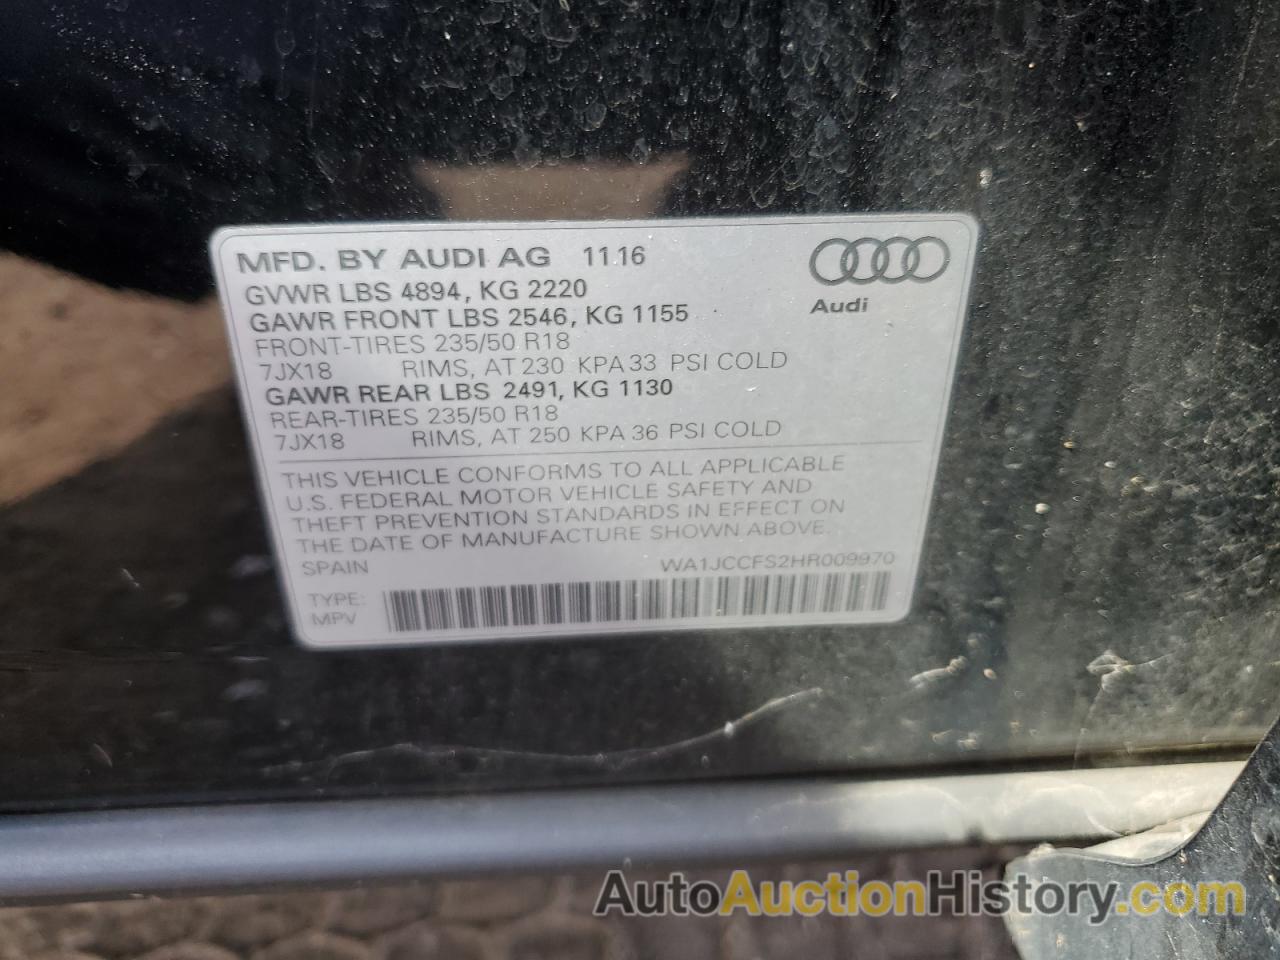 MFD. BY AUDI AG 11.16
GVWR LBS 4894, KG 2220
GAWR FRONT LBS 2546, KG 1155
FRONT-TIRES 235/50 R18
7JX18 RIMS, AT 230 KPA 33 PSI COLD
GAWR REAR LBS 2491, KG 1130
REAR-TIRES 235/50 R18
7JX18 RIMS, AT 250 KPA 36 PSI COLD
Audi
THIS VEHICLE CONFORMS TO ALL APPLICABLE
U.S. FEDERAL MOTOR VEHICLE SAFETY AND
THEFT PREVENTION STANDARDS IN EFFECT ON
THE DATE OF MANUFACTURE SHOWN ABOVE.
SPAIN WA1JCCFS2HR009970
TYPE:
MPV
AutoAuctionHistory.com